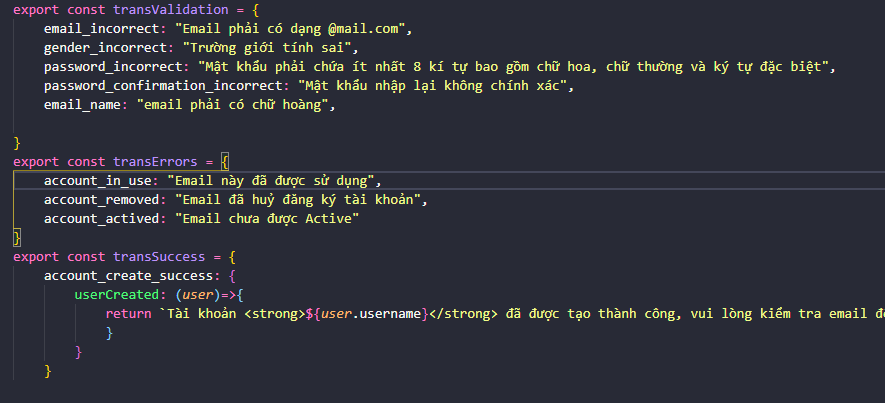 export const transValidation = {
email_incorrect: "Email phải có dạng @mail.com",
gender_incorrect: "Trường giới tính sai",
password_incorrect: "Mật khẩu phải chứa ít nhất 8 kí tự bao gồm chữ hoa, chữ thường và ký tự đặc biệt",
password_confirmation_incorrect: "Mật khẩu nhập lại không chính xác",
email_name: "email phải có chữ hoàng",
}
export const transErrors = {
account_in_use: "Email này đã được sử dụng",
account_removed: "Email đã huỷ đăng ký tài khoản",
account_actived: "Email chưa được Active"
}
export const transSuccess = {
account_create_success: {
userCreated: (user)=>{
return `Tài khoản <strong>${user.username}</strong> đã được tạo thành công, vui lòng kiểm tra email
}
}
}